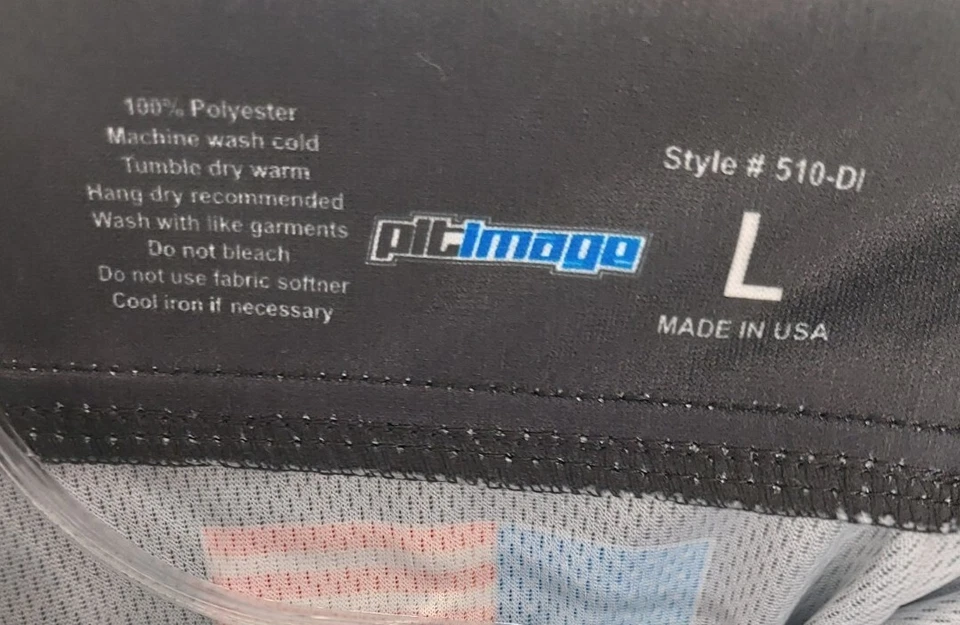 100% Polyester
Machine wash cold
Tumble dry warm
Hang dry recommended
Wash with like garments
Do not bleach
Do not use fabric softner
Cool iron if necessary
pitimage
Style # 510-DI
L
MADE IN USA